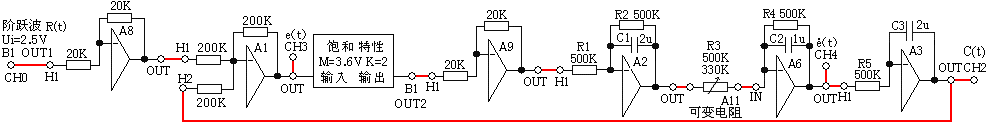 阶跃波 R(t)
Ui=2.5V
B1 OUT1
CH0
H1
20K
20K
A8
OUT
H1
H2
200K
200K
200K
A1
e(t)
CH3
OUT
饱和 特性
M=3.6V K=2
输入 输出
B1
OUT2
H1
20K
20K
A9
OUT
H1
R1
500K
R2 500K
C1
2u
A2
OUT
R3
500K
330K
A11
可变电阻
IN
R4 500K
C2
1u
A6
ė(t)
CH4
OUT
H1
R5
500K
C3
2u
A3
OUT
C(t)
CH2